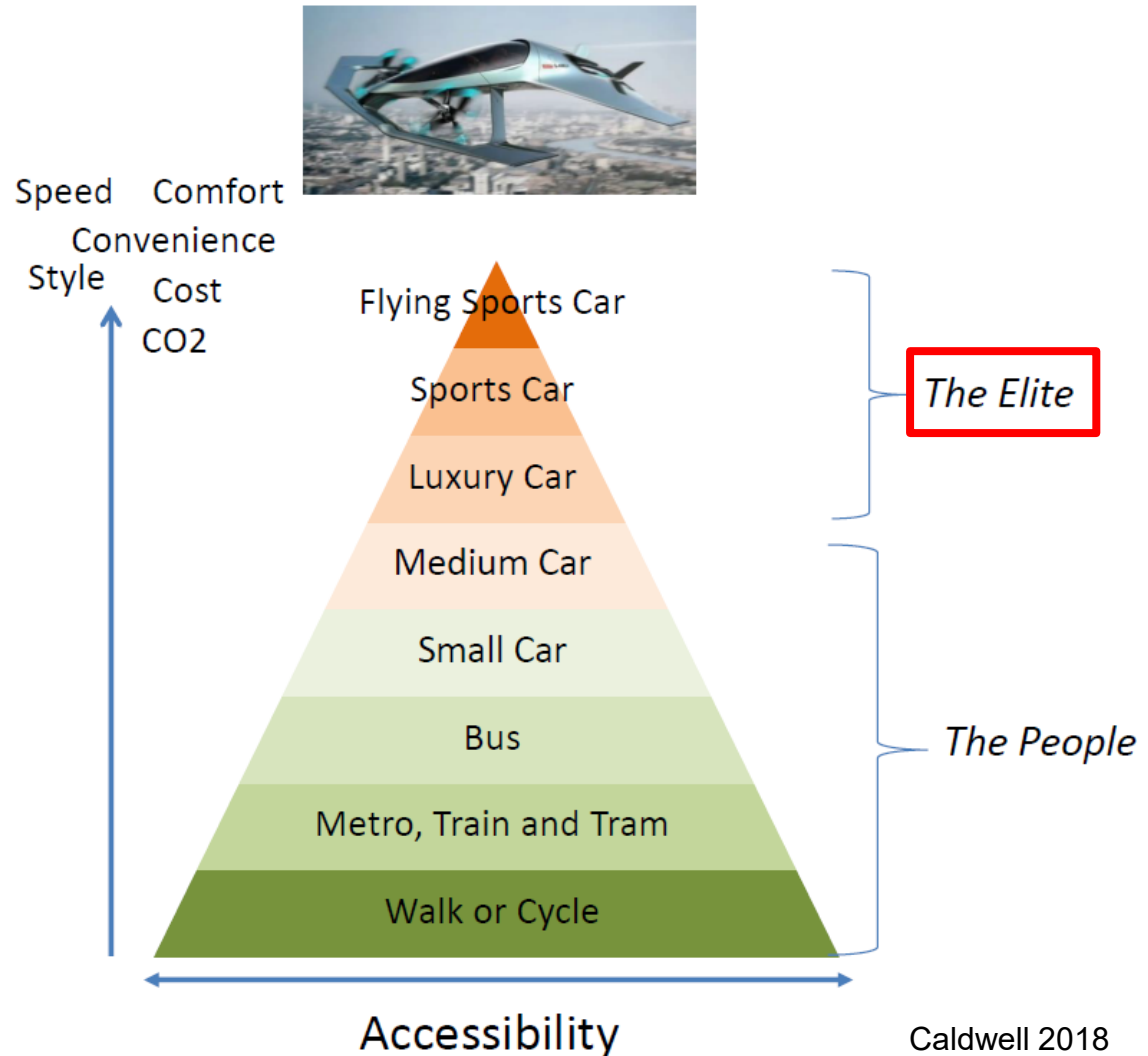 Speed Comfort
Convenience
Style
Cost
CO2
Flying Sports Car
Sports Car
Luxury Car
Medium Car
Small Car
Bus
Metro, Train and Tram
Walk or Cycle
The Elite
The People
Accessibility
Caldwell 2018